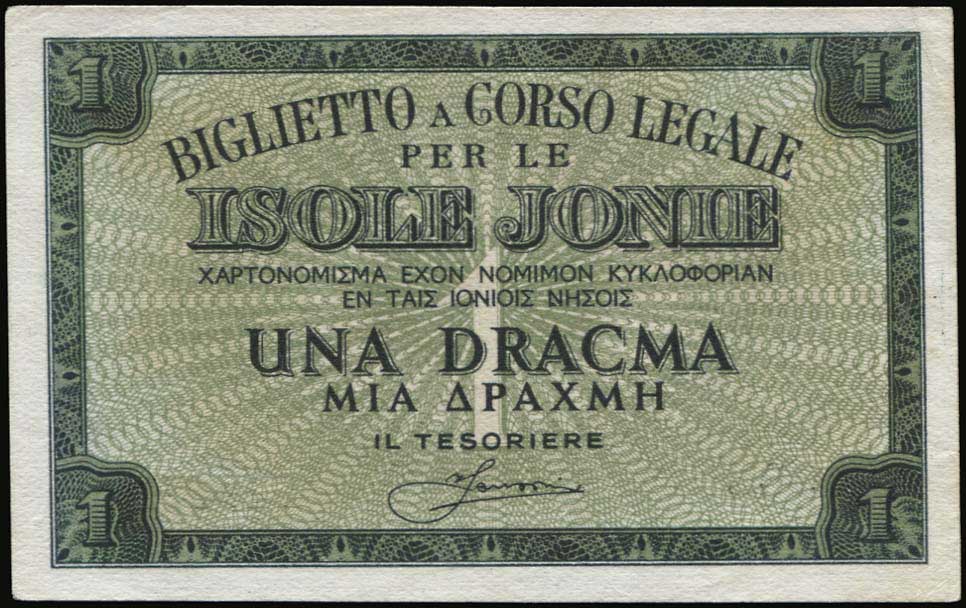 1 1
BIGLIETTO A CORSO LEGALE
PER LE
ISOLE JONIE
ΧΑΡΤΟΝΟΜΙΣΜΑ ΕΧΟΝ ΝΟΜΙΜΟΝ ΚΥΚΛΟΦΟΡΙΑΝ
ΕΝ ΤΑΙΣ ΙΟΝΙΟΙΣ ΝΗΣΟΙΣ
UNA DRACMA
ΜΙΑ ΔΡΑΧΜΗ
IL TESORIERE
1 1